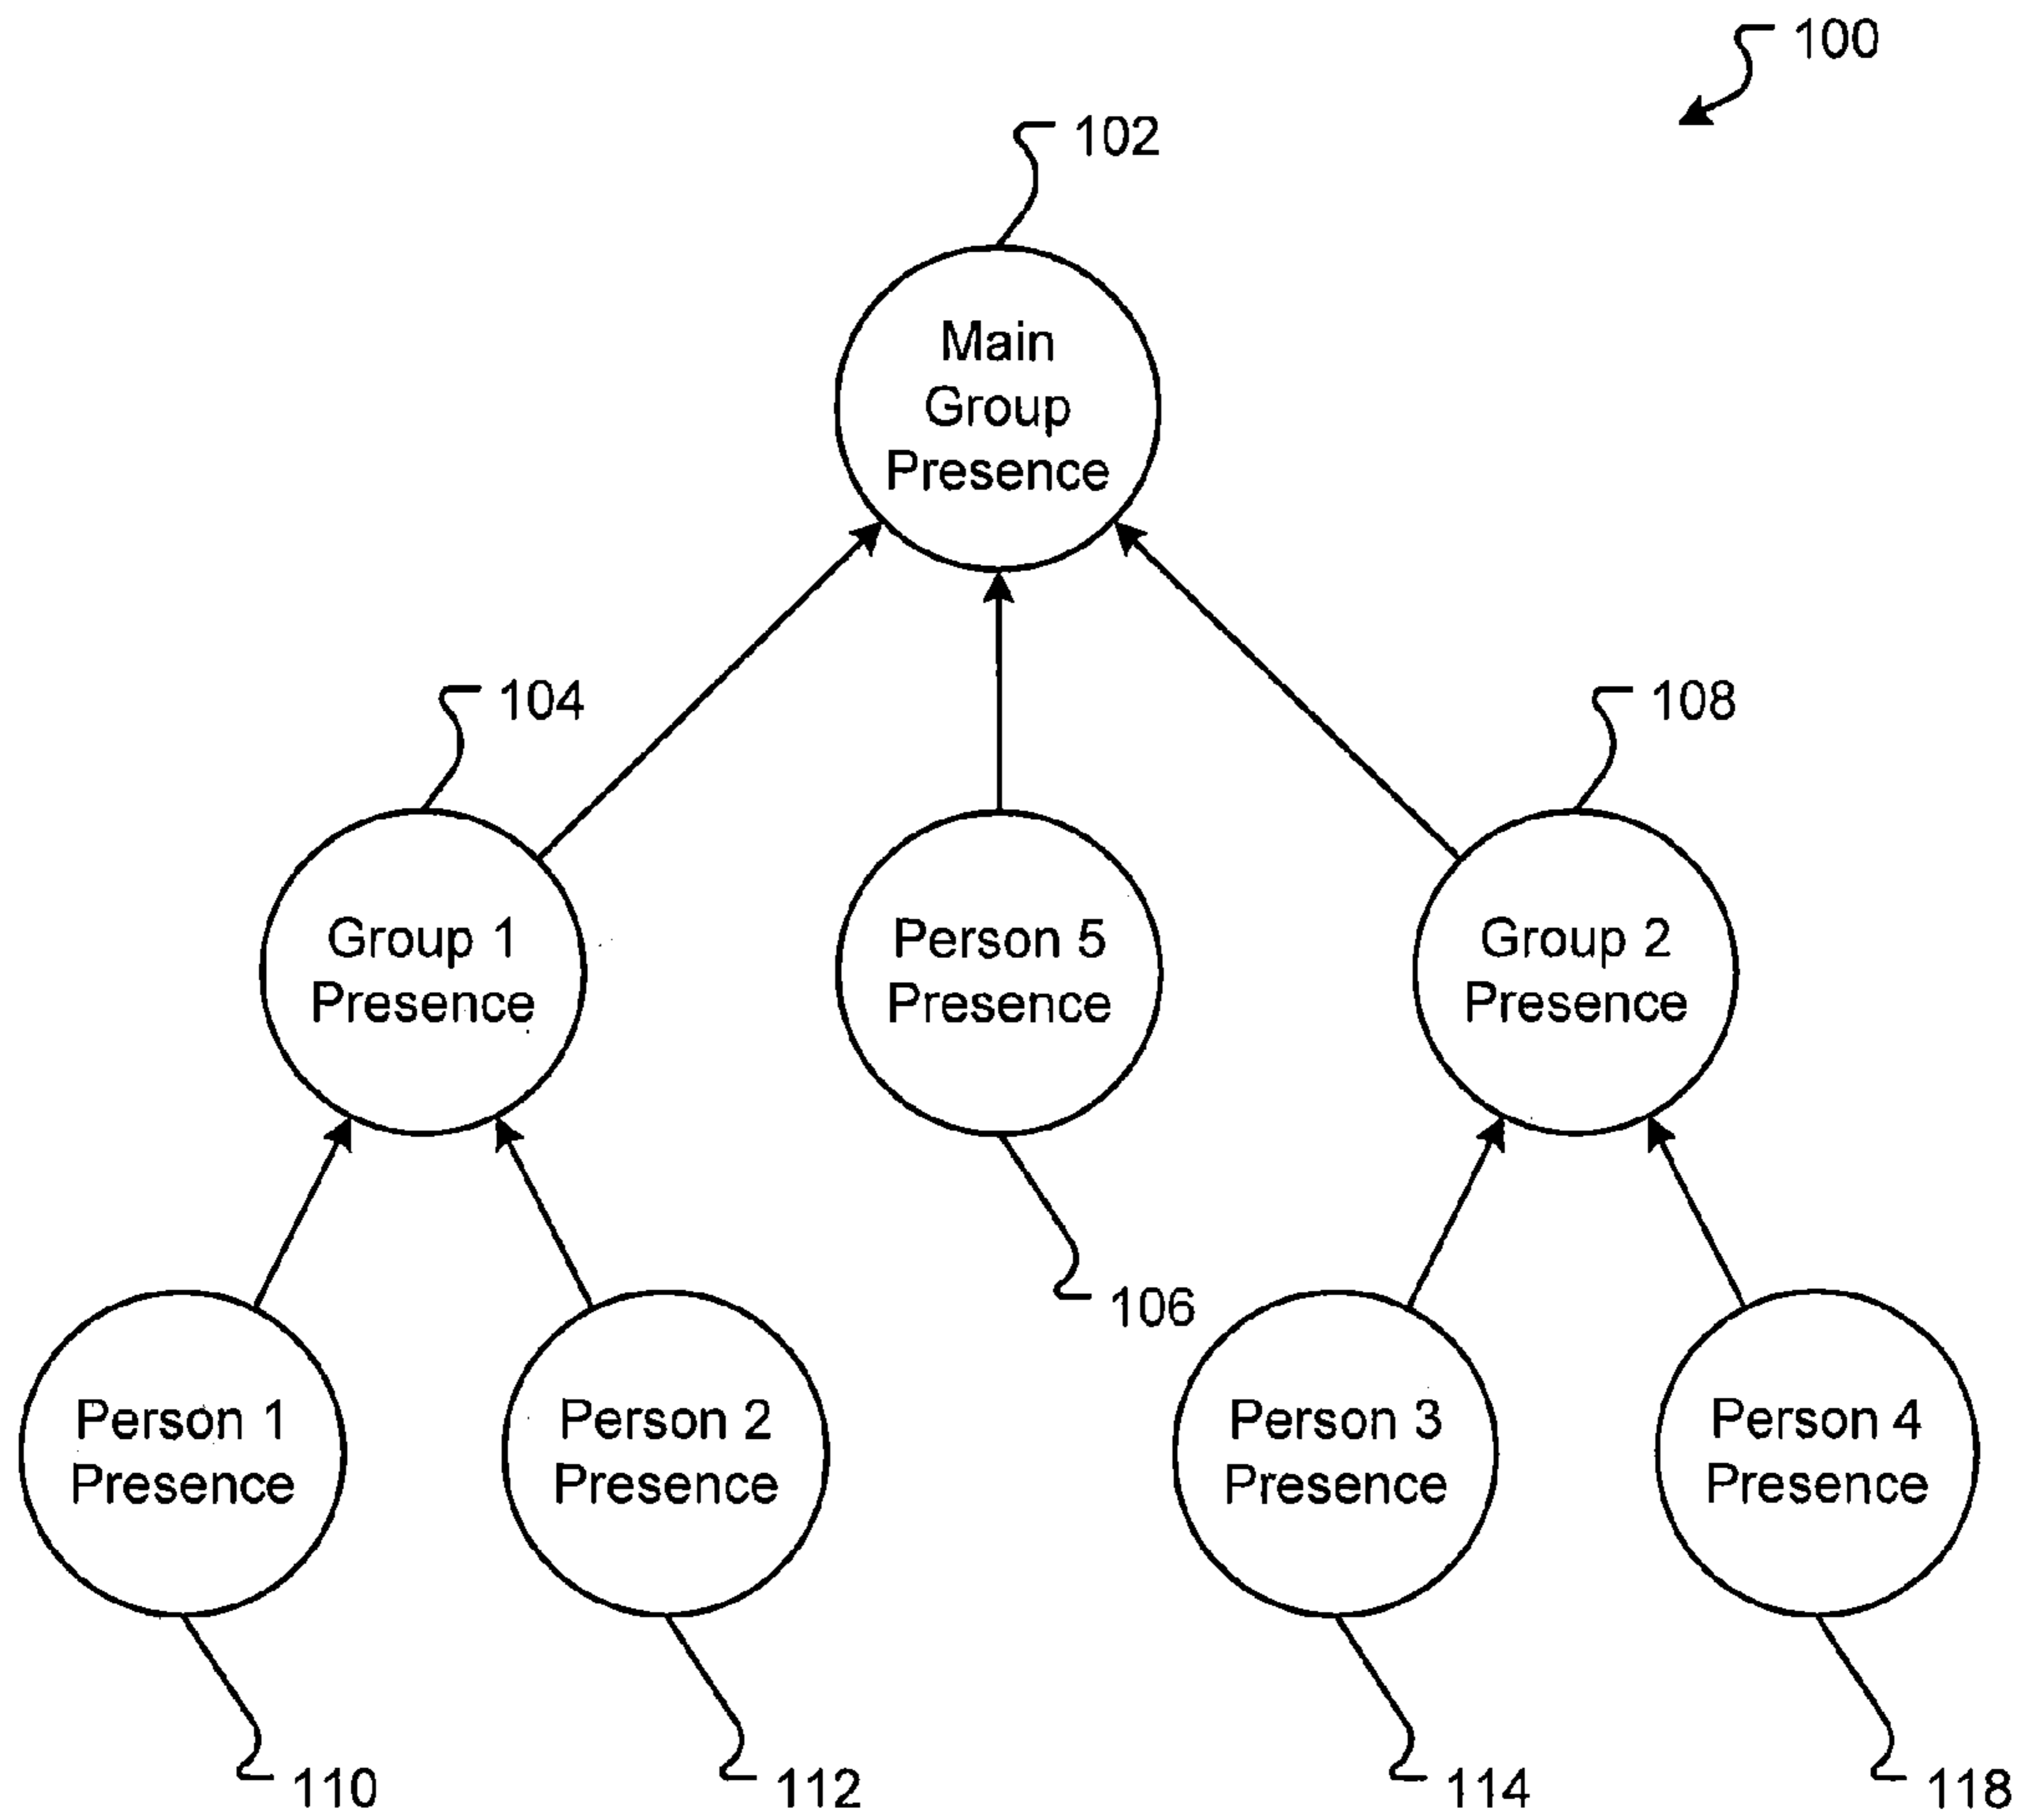 100
102
Main
Group
Presence
104
108
Group 1
Presence
Person 5
Presence
Group 2
Presence
106
Person 1
Presence
Person 2
Presence
Person 3
Presence
Person 4
Presence
110
112
114
118